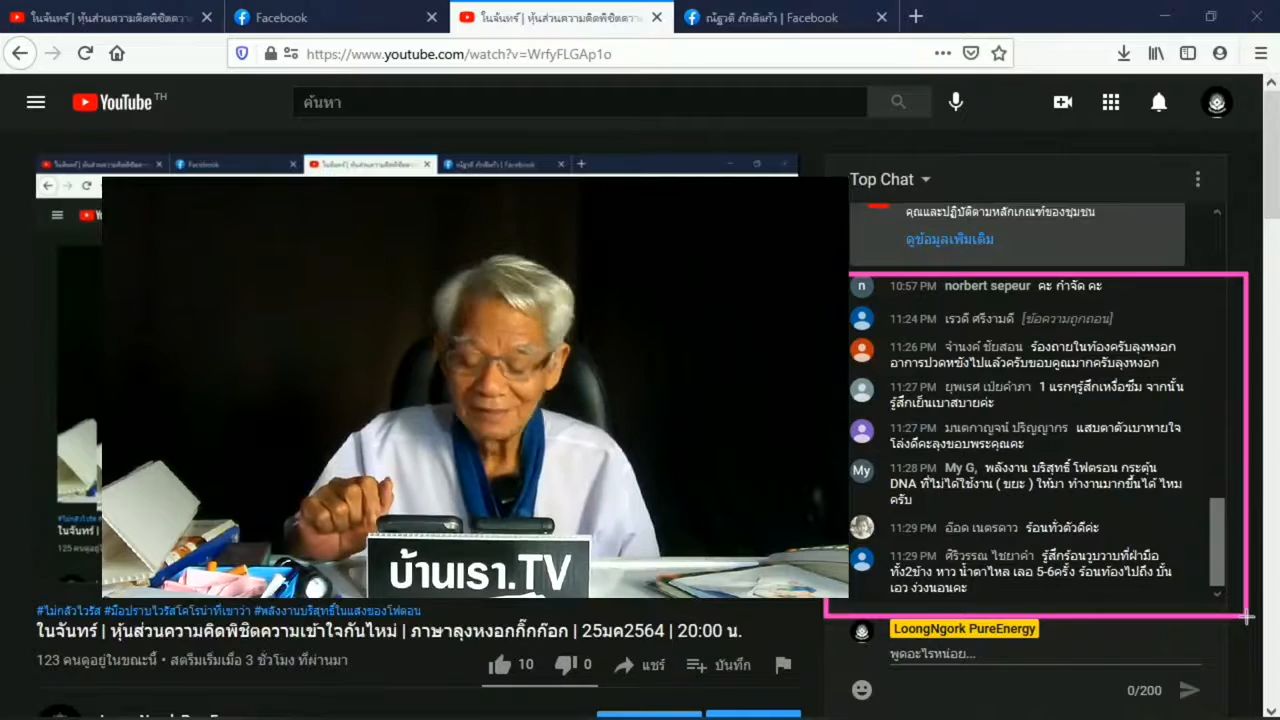 ในจันทร์ | หุ้นส่วนความคิดพิชิตความ
Facebook
ในจันทร์ | หุ้นส่วนความคิดพิชิตความ
ณัฐวดี ภักดีแก้ว | Facebook
https://www.youtube.com/watch?v=WrfyFLGAp1o
YouTube TH
ค้นหา
Facebook
ณัฐวดี ภักดีแก้ว | Facebook
Top Chat
คุณและปฏิบัติตามหลักเกณฑ์ของชุมชน
ดูข้อมูลเพิ่มเติม
n 10:57 PM norbert sepeur คะ กำจัด คะ
11:24 PM เรวดี ศรีงามดี [ข้อความถูกถอน]
11:26 PM จำนงค์ ชัยสอน ร้องถายในท้องครับลุงหงอก
อาการปวดหชังไปแล้วครับขอบคูณมากครับลุงหงอก
11:27 PM ยุพเรศ เปียคำภา 1 แรกๆรู้สึกเหงื่อซึม จากนั้น
รู้สึกเย็นเบาสบายค่ะ
11:27 PM มนตกาญจน์ ปริญญากร แสบตาตัวเบาหายใจ
โล่งดีคะลุงขอบพระคุณคะ
My 11:28 PM My G, พลังงาน บริสุทธิ์ โฟตรอน กระตุ้น
DNA ที่ไม่ได้ใช้งาน ( ขยะ ) ให้มา ทำงานมากขึ้นได้ ไหม
ครับ
11:29 PM อ๊อด เนตรดาว ร้อนทั่วตัวดีค่ะ
11:29 PM ศิริวรรณ ไชยาคำ รู้สึกร้อนวูบวาบที่ฝ่ามือ
ทั้ง2ข้าง หาว น้ำตาไหล เลอ 5-6ครั้ง ร้อนท้องไปถึง บั้น
เอว ง่วงนอนคะ
บ้านเรา.TV
#ไม่กลัวไวรัส #มือปราบไวรัสโคโรน่าที่เขาว่า #พลังงานบริสุทธิ์ในแสงของโฟตอน
ในจันทร์ | หุ้นส่วนความคิดพิชิตความเข้าใจกันไหม่ | ภาษาลุงหงอกกิ๊กก๊อก | 25มค2564 | 20:00 น.
123 คนดูอยู่ในขณะนี้ • สตรีมเริ่มเมื่อ 3 ชั่วโมง ที่ผ่านมา
10 0 แชร์ บันทึก
LoongNgork PureEnergy
พูดอะไรหน่อย...
0/200